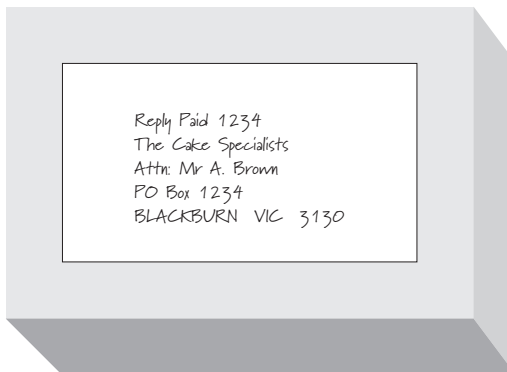 Reply Paid 1234
The Cake Specialists
Attn: Mr A. Brown
PO Box 1234
BLACKBURN VIC 3130